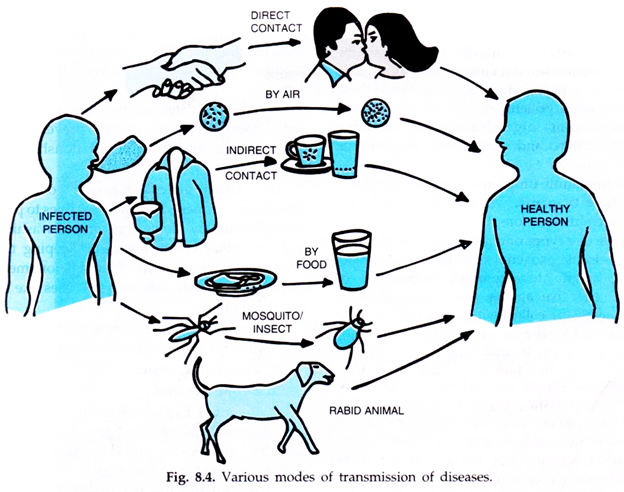 DIRECT
CONTACT
BY AIR
INDIRECT
CONTACT
INFECTED
PERSON
HEALTHY
PERSON
BY
FOOD
MOSQUITO/
INSECT
RABID ANIMAL
Fig. 8.4. Various modes of transmission of diseases.